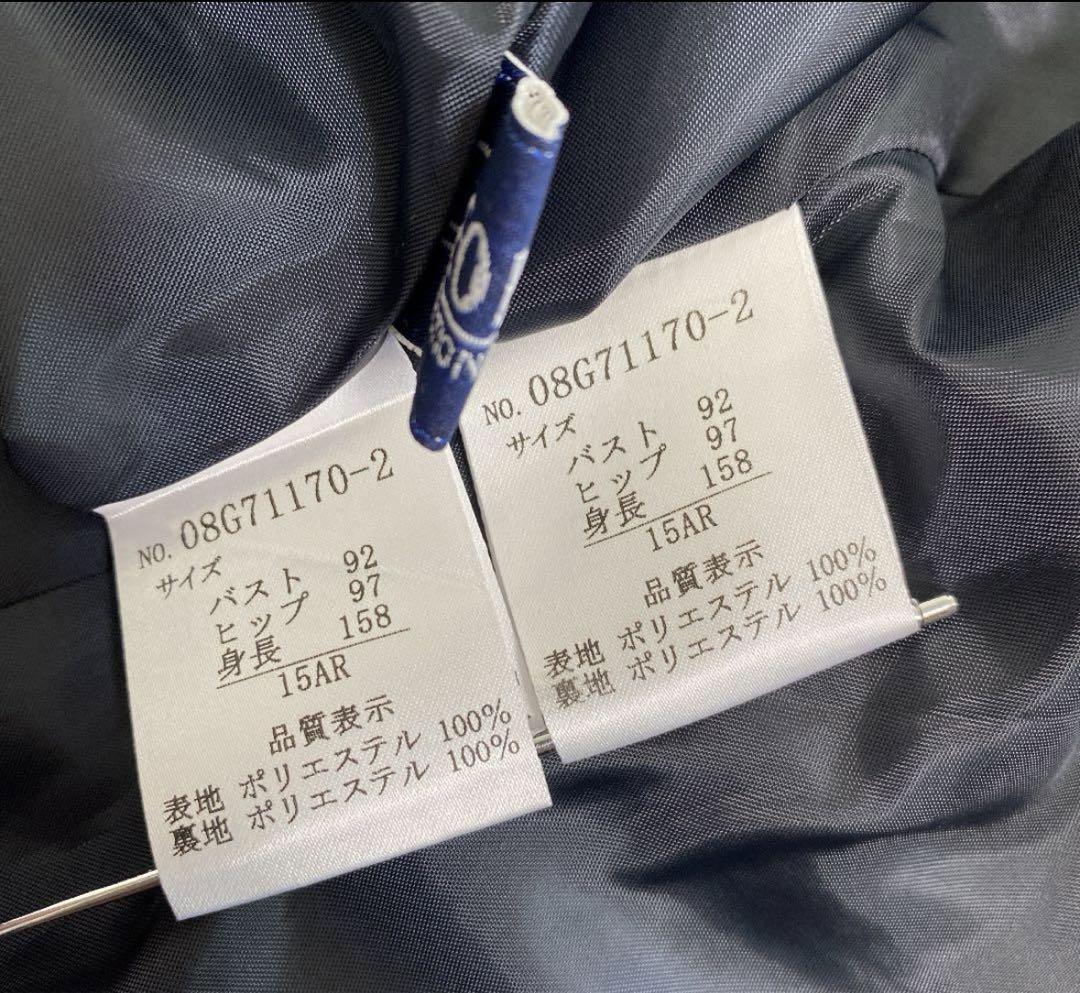 NO. 08G71170-2
サイズ
バスト 92
ヒップ 97
身長 158
15AR
品質表示
表地 ポリエステル 100%
裏地 ポリエステル 100%
NO. 08G71170-2
サイズ
バスト 92
ヒップ 97
身長 158
15AR
品質表示
表地 ポリエステル 100%
裏地 ポリエステル 100%